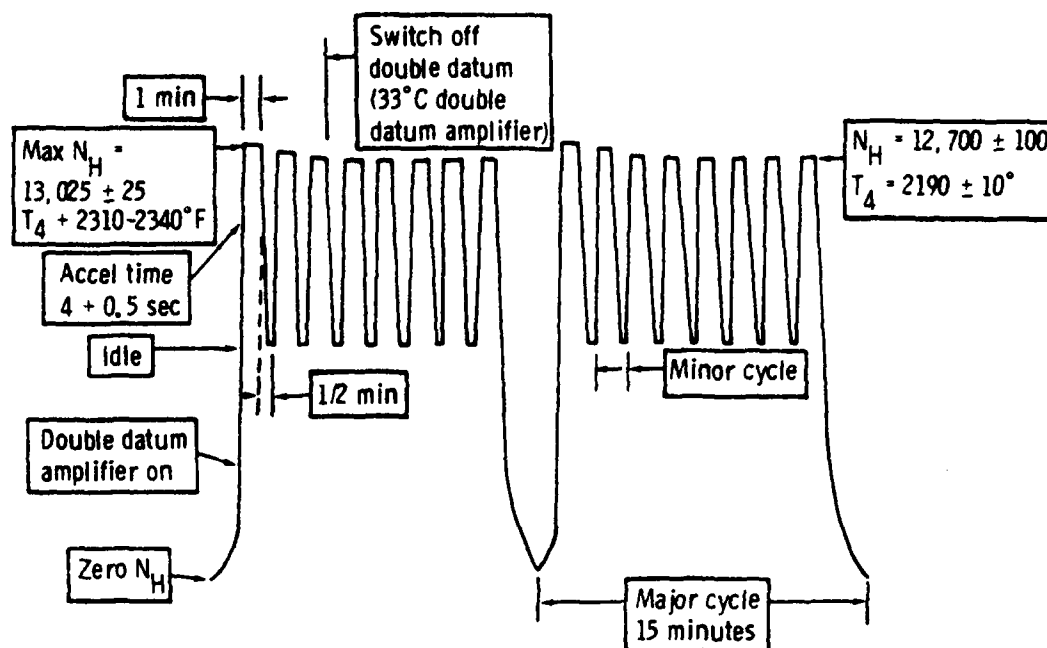 Switch off
double datum
(33°C double
datum amplifier)
1 min
Max N_H =
13,025 ± 25
T_4 + 2310-2340°F
N_H = 12,700 ± 100
T_4 = 2190 ± 10°
Accel time
4 + 0.5 sec
Idle
1/2 min
Minor cycle
Double datum
amplifier on
Zero N_H
Major cycle
15 minutes